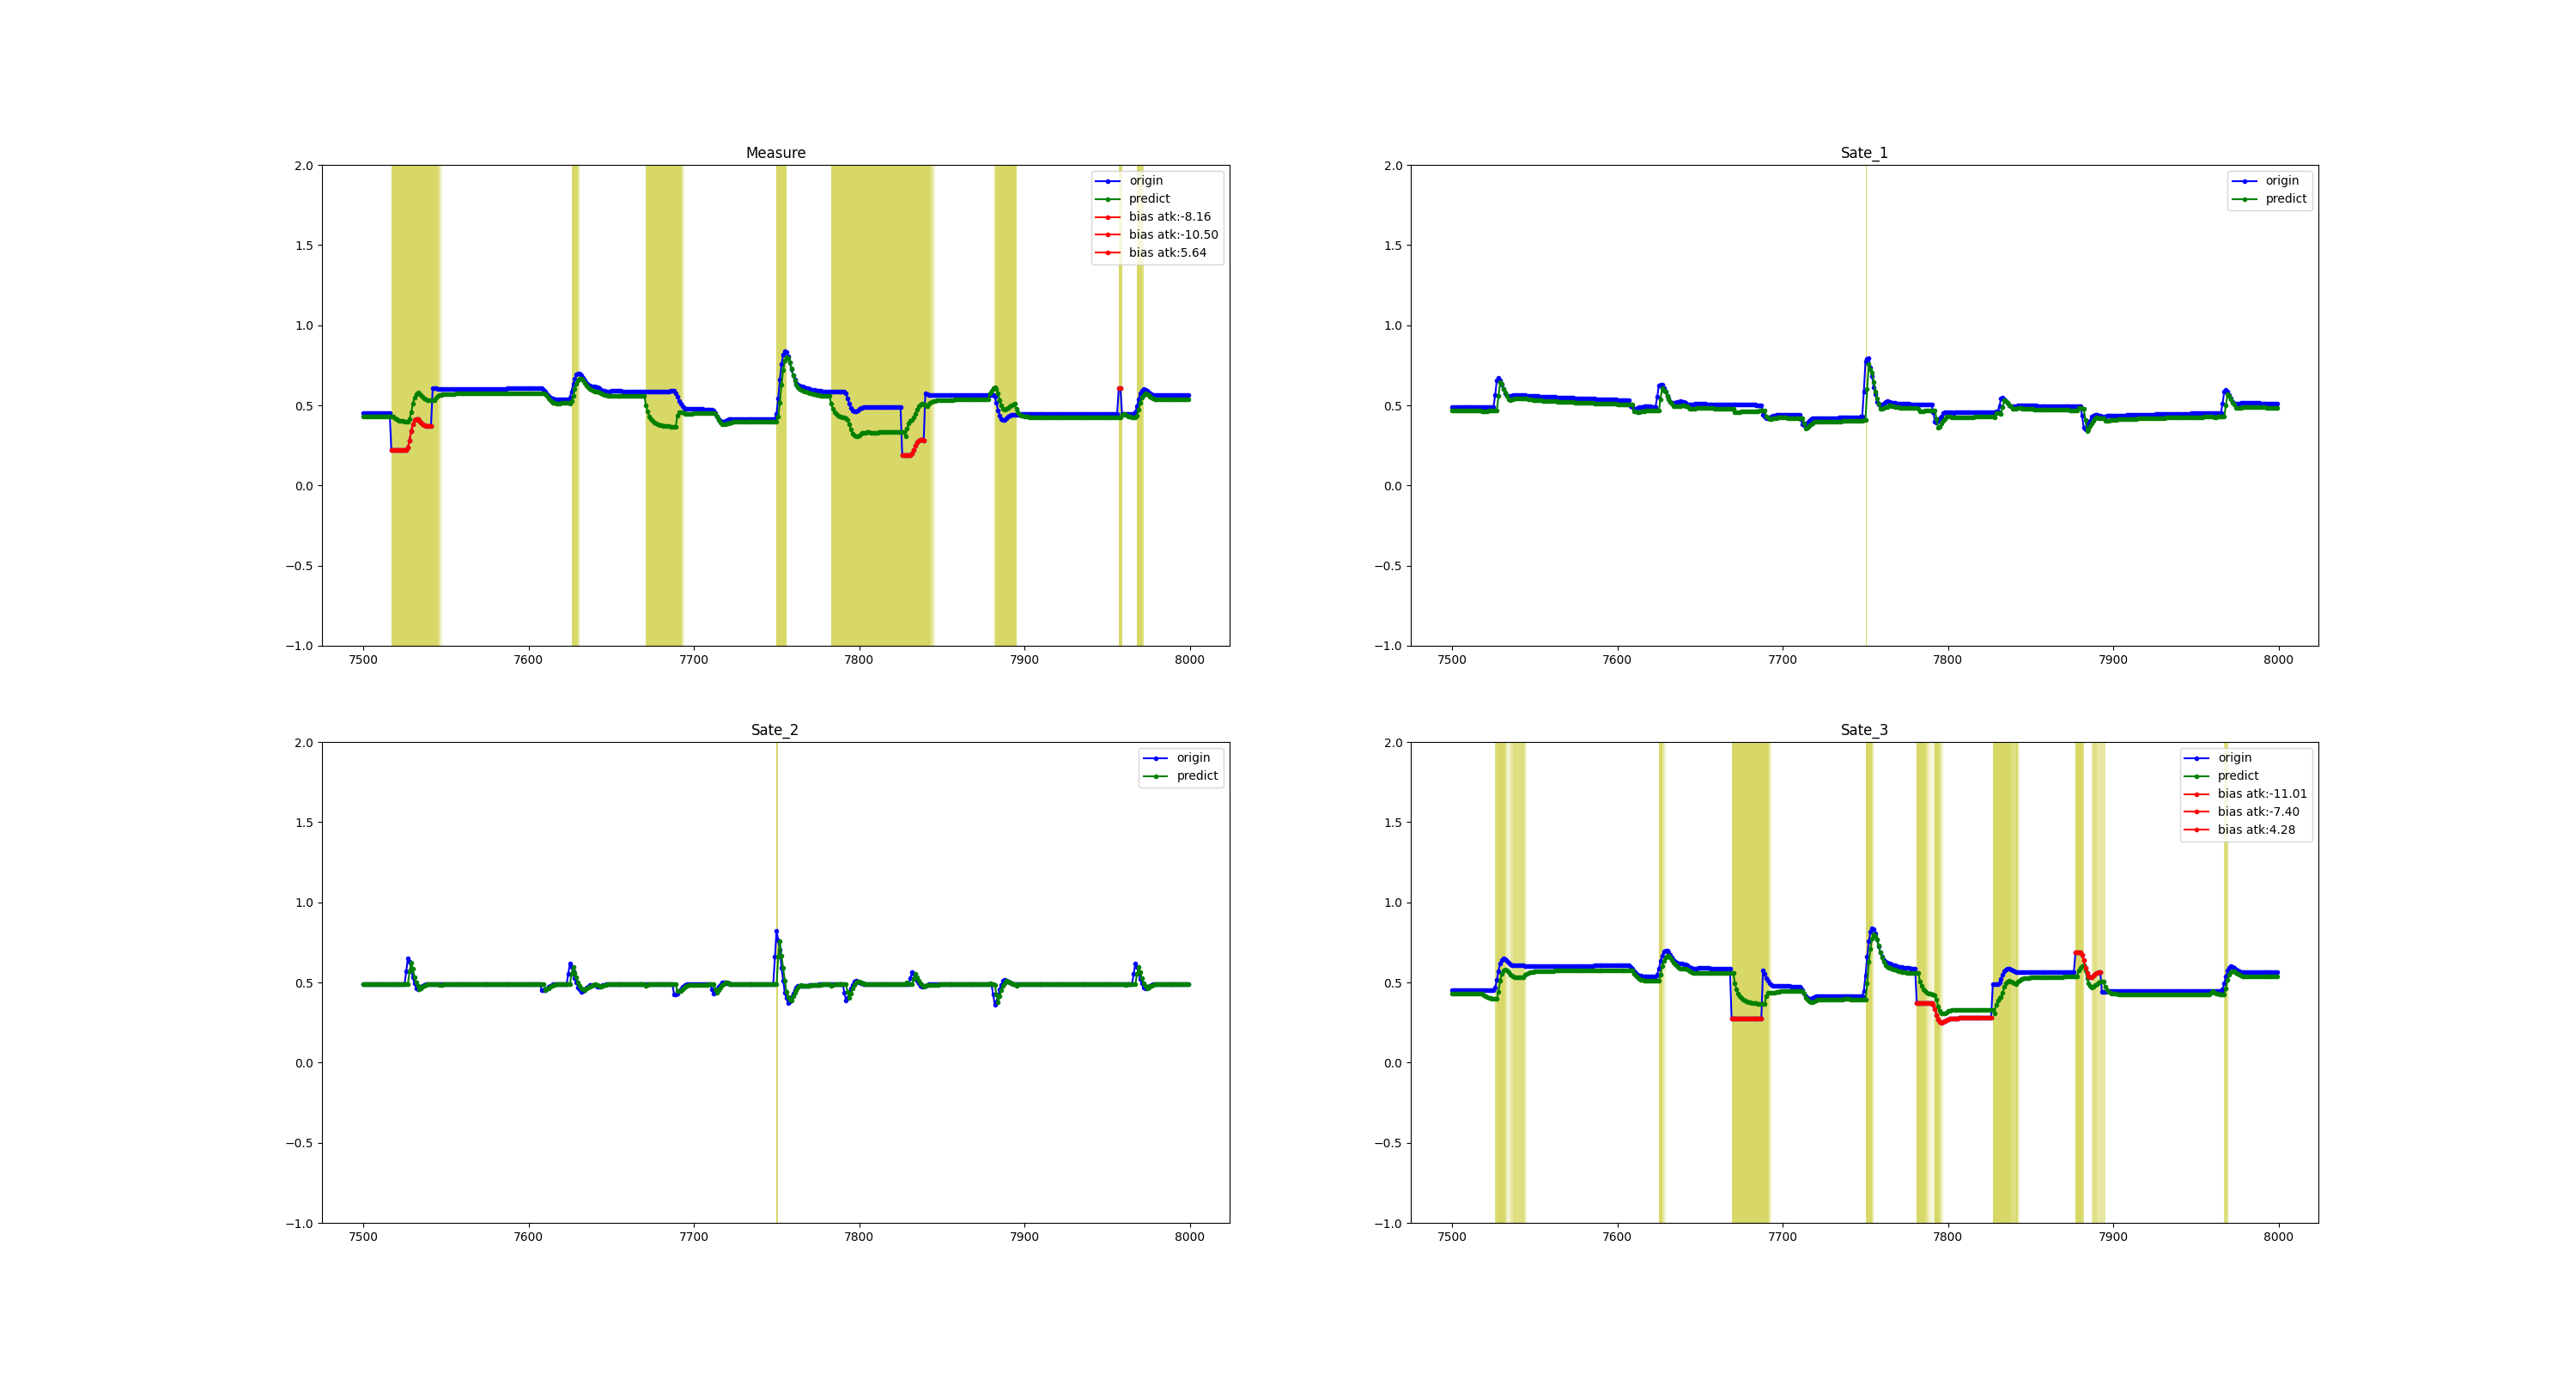 Measure
2.0
1.5
1.0
0.5
0.0
−0.5
−1.0
7500 7600 7700 7800 7900 8000
origin
predict
bias atk:-8.16
bias atk:-10.50
bias atk:5.64
Sate_1
2.0
1.5
1.0
0.5
0.0
−0.5
−1.0
7500 7600 7700 7800 7900 8000
origin
predict
Sate_2
2.0
1.5
1.0
0.5
0.0
−0.5
−1.0
7500 7600 7700 7800 7900 8000
origin
predict
Sate_3
2.0
1.5
1.0
0.5
0.0
−0.5
−1.0
7500 7600 7700 7800 7900 8000
origin
predict
bias atk:-11.01
bias atk:-7.40
bias atk:4.28